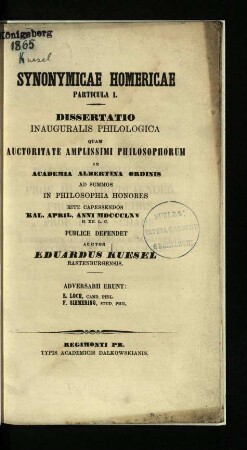 Königsberg
1865
Kuesel
SYNONYMICAE HOMERICAE
PARTICULA I.
DISSERTATIO
INAUGURALIS PHILOLOGICA
QUAM
AUCTORITATE AMPLISSIMI PHILOSOPHORUM
IN
ACADEMIA ALBERTINA ORDINIS
AD SUMMOS
IN PHILOSOPHIA HONORES
RITE CAPESSENDOS
KAL. APRIL. ANNI MDCCCLXV
H. XII. L. C.
PUBLICE DEFENDET
AUCTOR
EDUARDUS KUESEL
RASTENBURGENSIS.
ADVERSARII ERUNT:
E. LOCH, CAND. PHIL.
F. SIEMERING, STUD. PHIL.
REGIMONTI PR.
TYPIS ACADEMICIS DALKOWSKIANIS.